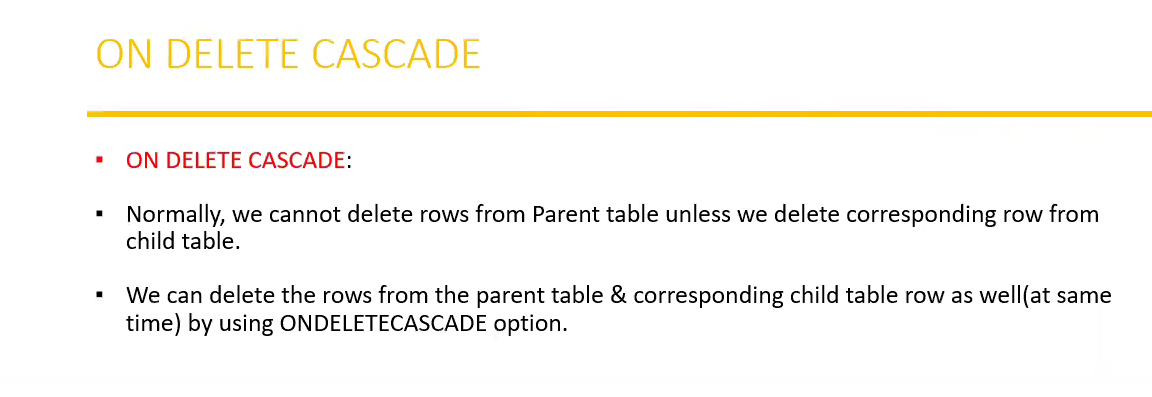 ON DELETE CASCADE
▪ ON DELETE CASCADE:
▪ Normally, we cannot delete rows from Parent table unless we delete corresponding row from
child table.
▪ We can delete the rows from the parent table & corresponding child table row as well(at same
time) by using ONDELETECASCADE option.